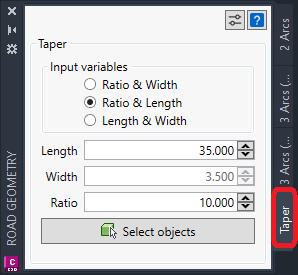 Taper
Input variables
Ratio & Width
Ratio & Length
Length & Width
Length 35.000
Width 3.500
Ratio 10.000
Select objects
ROAD GEOMETRY
C
C3D
2 Arcs
3 Arcs (...
3 Arcs (...
Taper